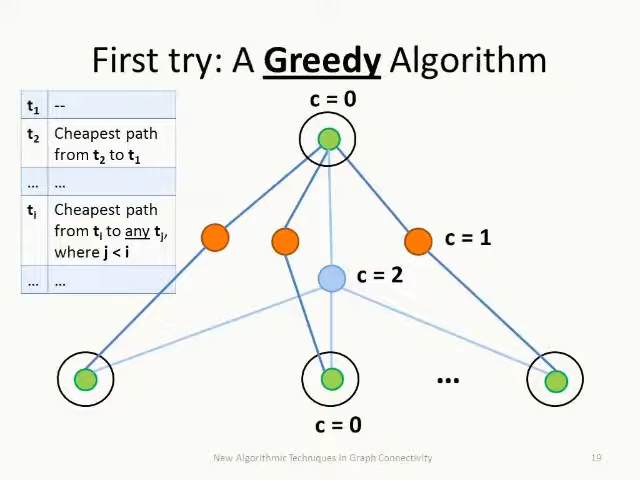 First try: A Greedy Algorithm
t1 --
t2 Cheapest path
from t2 to t1
... ...
ti Cheapest path
from ti to any tj,
where j < i
... ...
c = 0
c = 1
c = 2
...
c = 0
New Algorithmic Techniques in Graph Connectivity
19